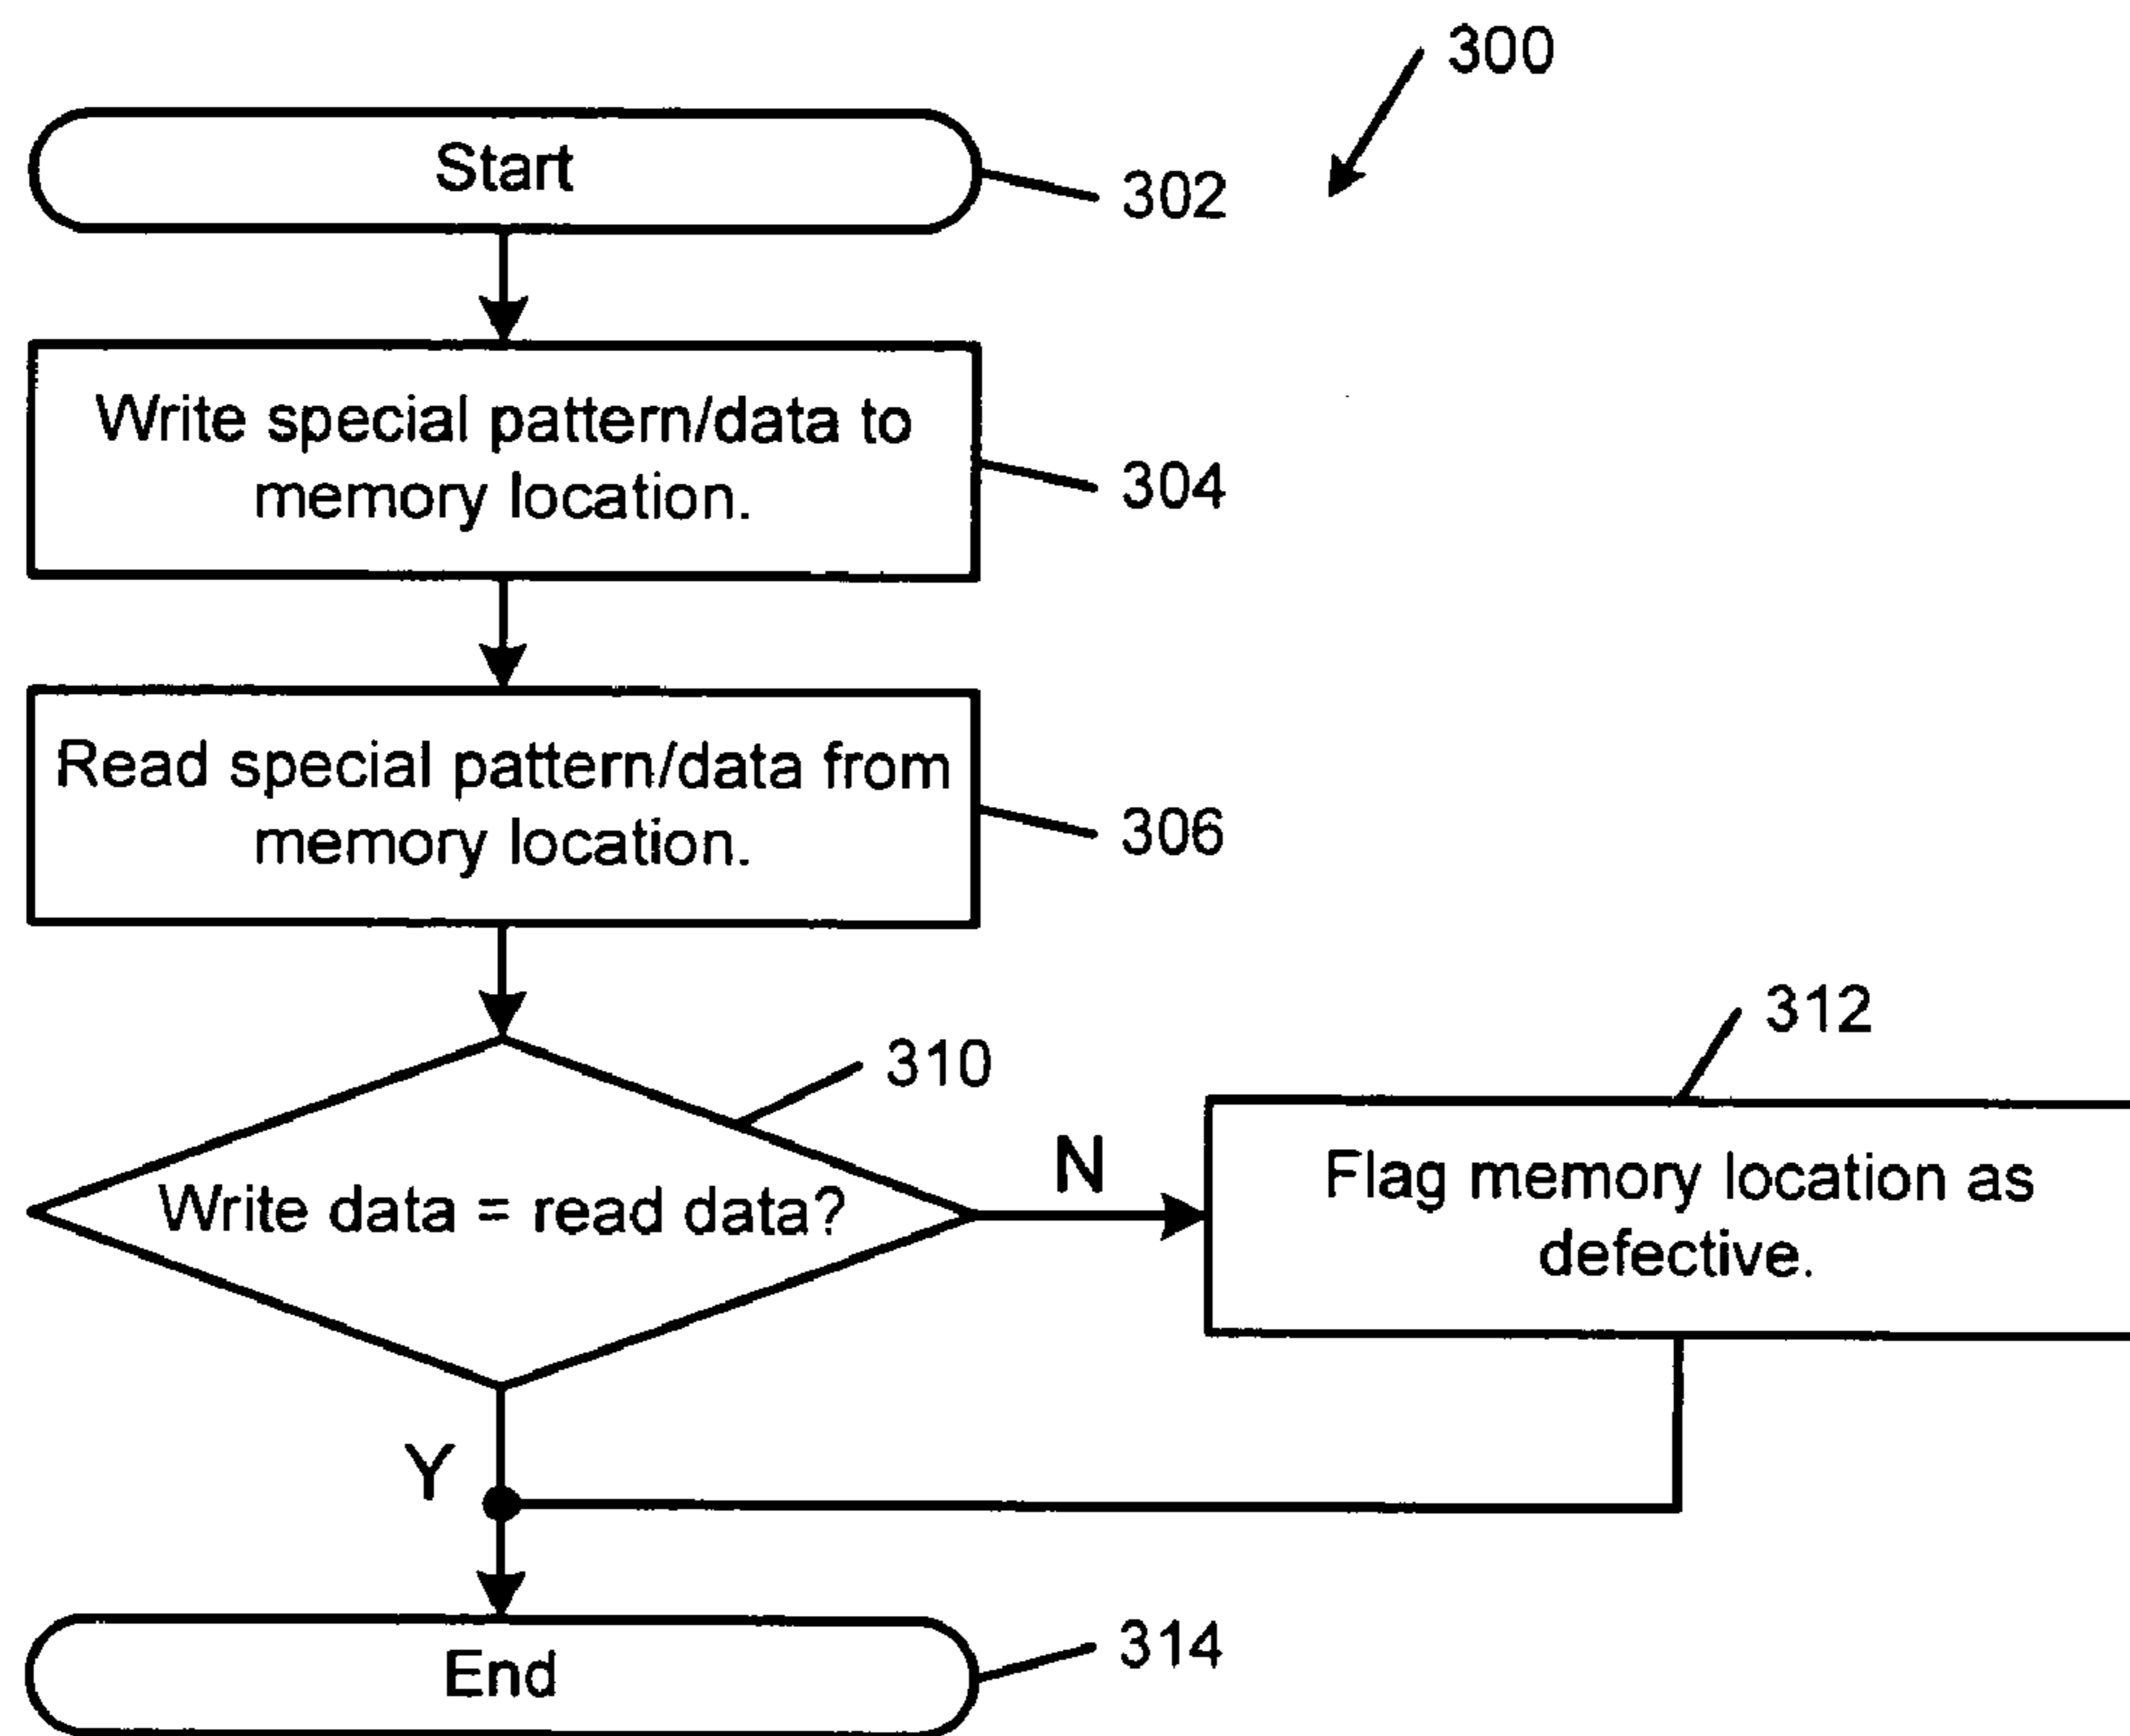 300
Start
302
Write special pattern/data to
memory location.
304
Read special pattern/data from
memory location.
306
310
312
Write data = read data?
N
Flag memory location as
defective.
Y
End
314